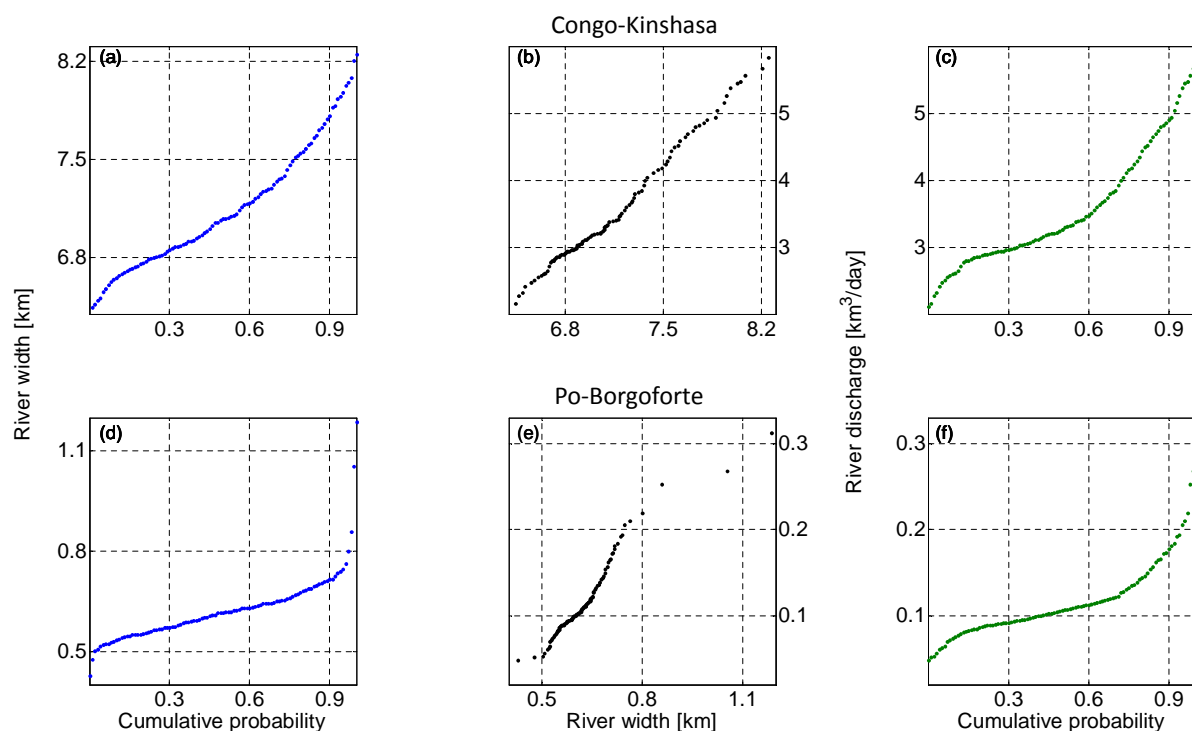 Congo-Kinshasa
(a)
8.2
7.5
6.8
0.3 0.6 0.9
(b)
5
4
3
6.8 7.5 8.2
(c)
5
4
3
0.3 0.6 0.9
River width [km]
River discharge [km³/day]
Po-Borgoforte
(d)
1.1
0.8
0.5
0.3 0.6 0.9
Cumulative probability
(e)
0.3
0.2
0.1
0.5 0.8 1.1
River width [km]
(f)
0.3
0.2
0.1
0.3 0.6 0.9
Cumulative probability